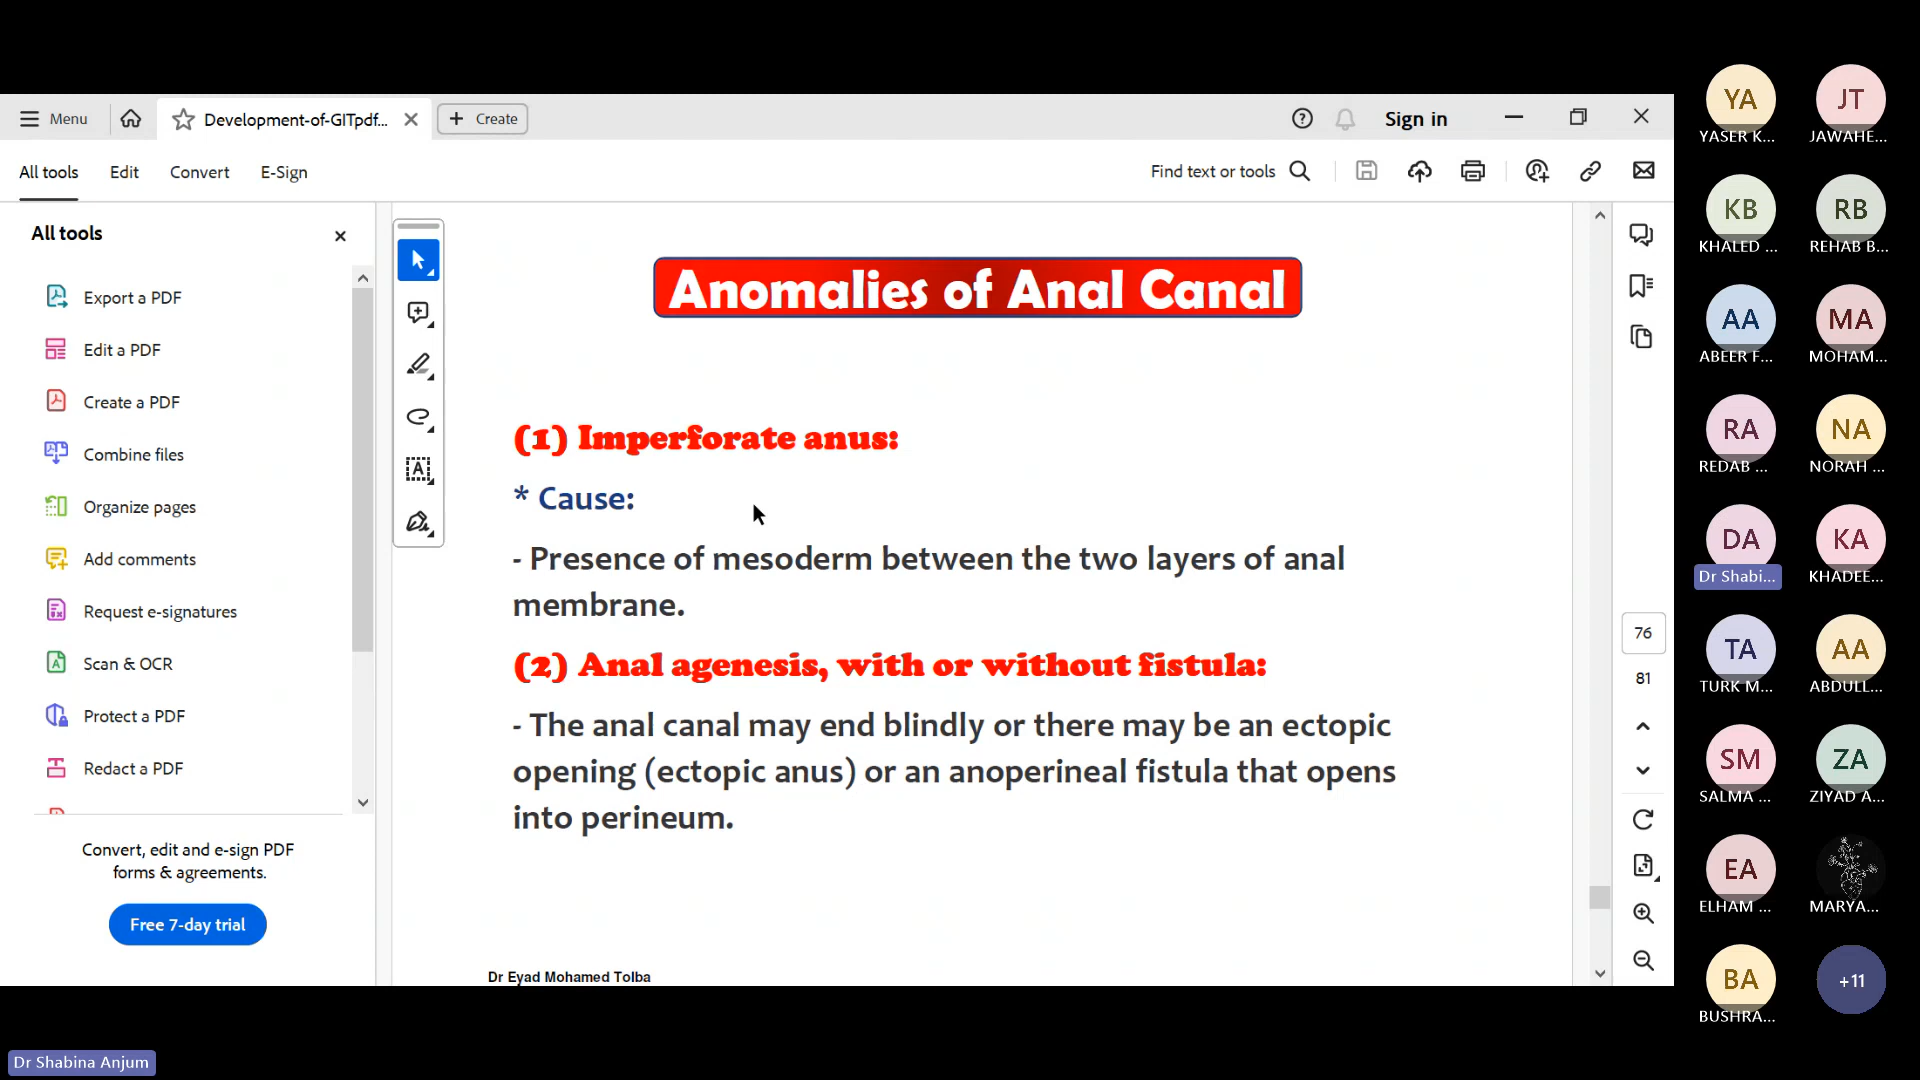 Menu
Development-of-GITpdf...
Create
Sign in
All tools
Edit
Convert
E-Sign
Find text or tools
All tools
Export a PDF
Edit a PDF
Create a PDF
Combine files
Organize pages
Add comments
Request e-signatures
Scan & OCR
Protect a PDF
Redact a PDF
Convert, edit and e-sign PDF
forms & agreements.
Free 7-day trial
Anomalies of Anal Canal
(1) Imperforate anus:
* Cause:
- Presence of mesoderm between the two layers of anal
membrane.
(2) Anal agenesis, with or without fistula:
- The anal canal may end blindly or there may be an ectopic
opening (ectopic anus) or an anoperineal fistula that opens
into perineum.
Dr Eyad Mohamed Tolba
76
81
YA
YASER K...
JT
JAWAHE...
KB
KHALED ...
RB
REHAB B...
AA
ABEER F...
MA
MOHAM...
RA
REDAB ...
NA
NORAH ...
DA
Dr Shabi...
KA
KHADEE...
TA
TURK M...
AA
ABDULL...
SM
SALMA ...
ZA
ZIYAD A...
EA
ELHAM ...
MARYA...
BA
BUSHRA...
+11
Dr Shabina Anjum